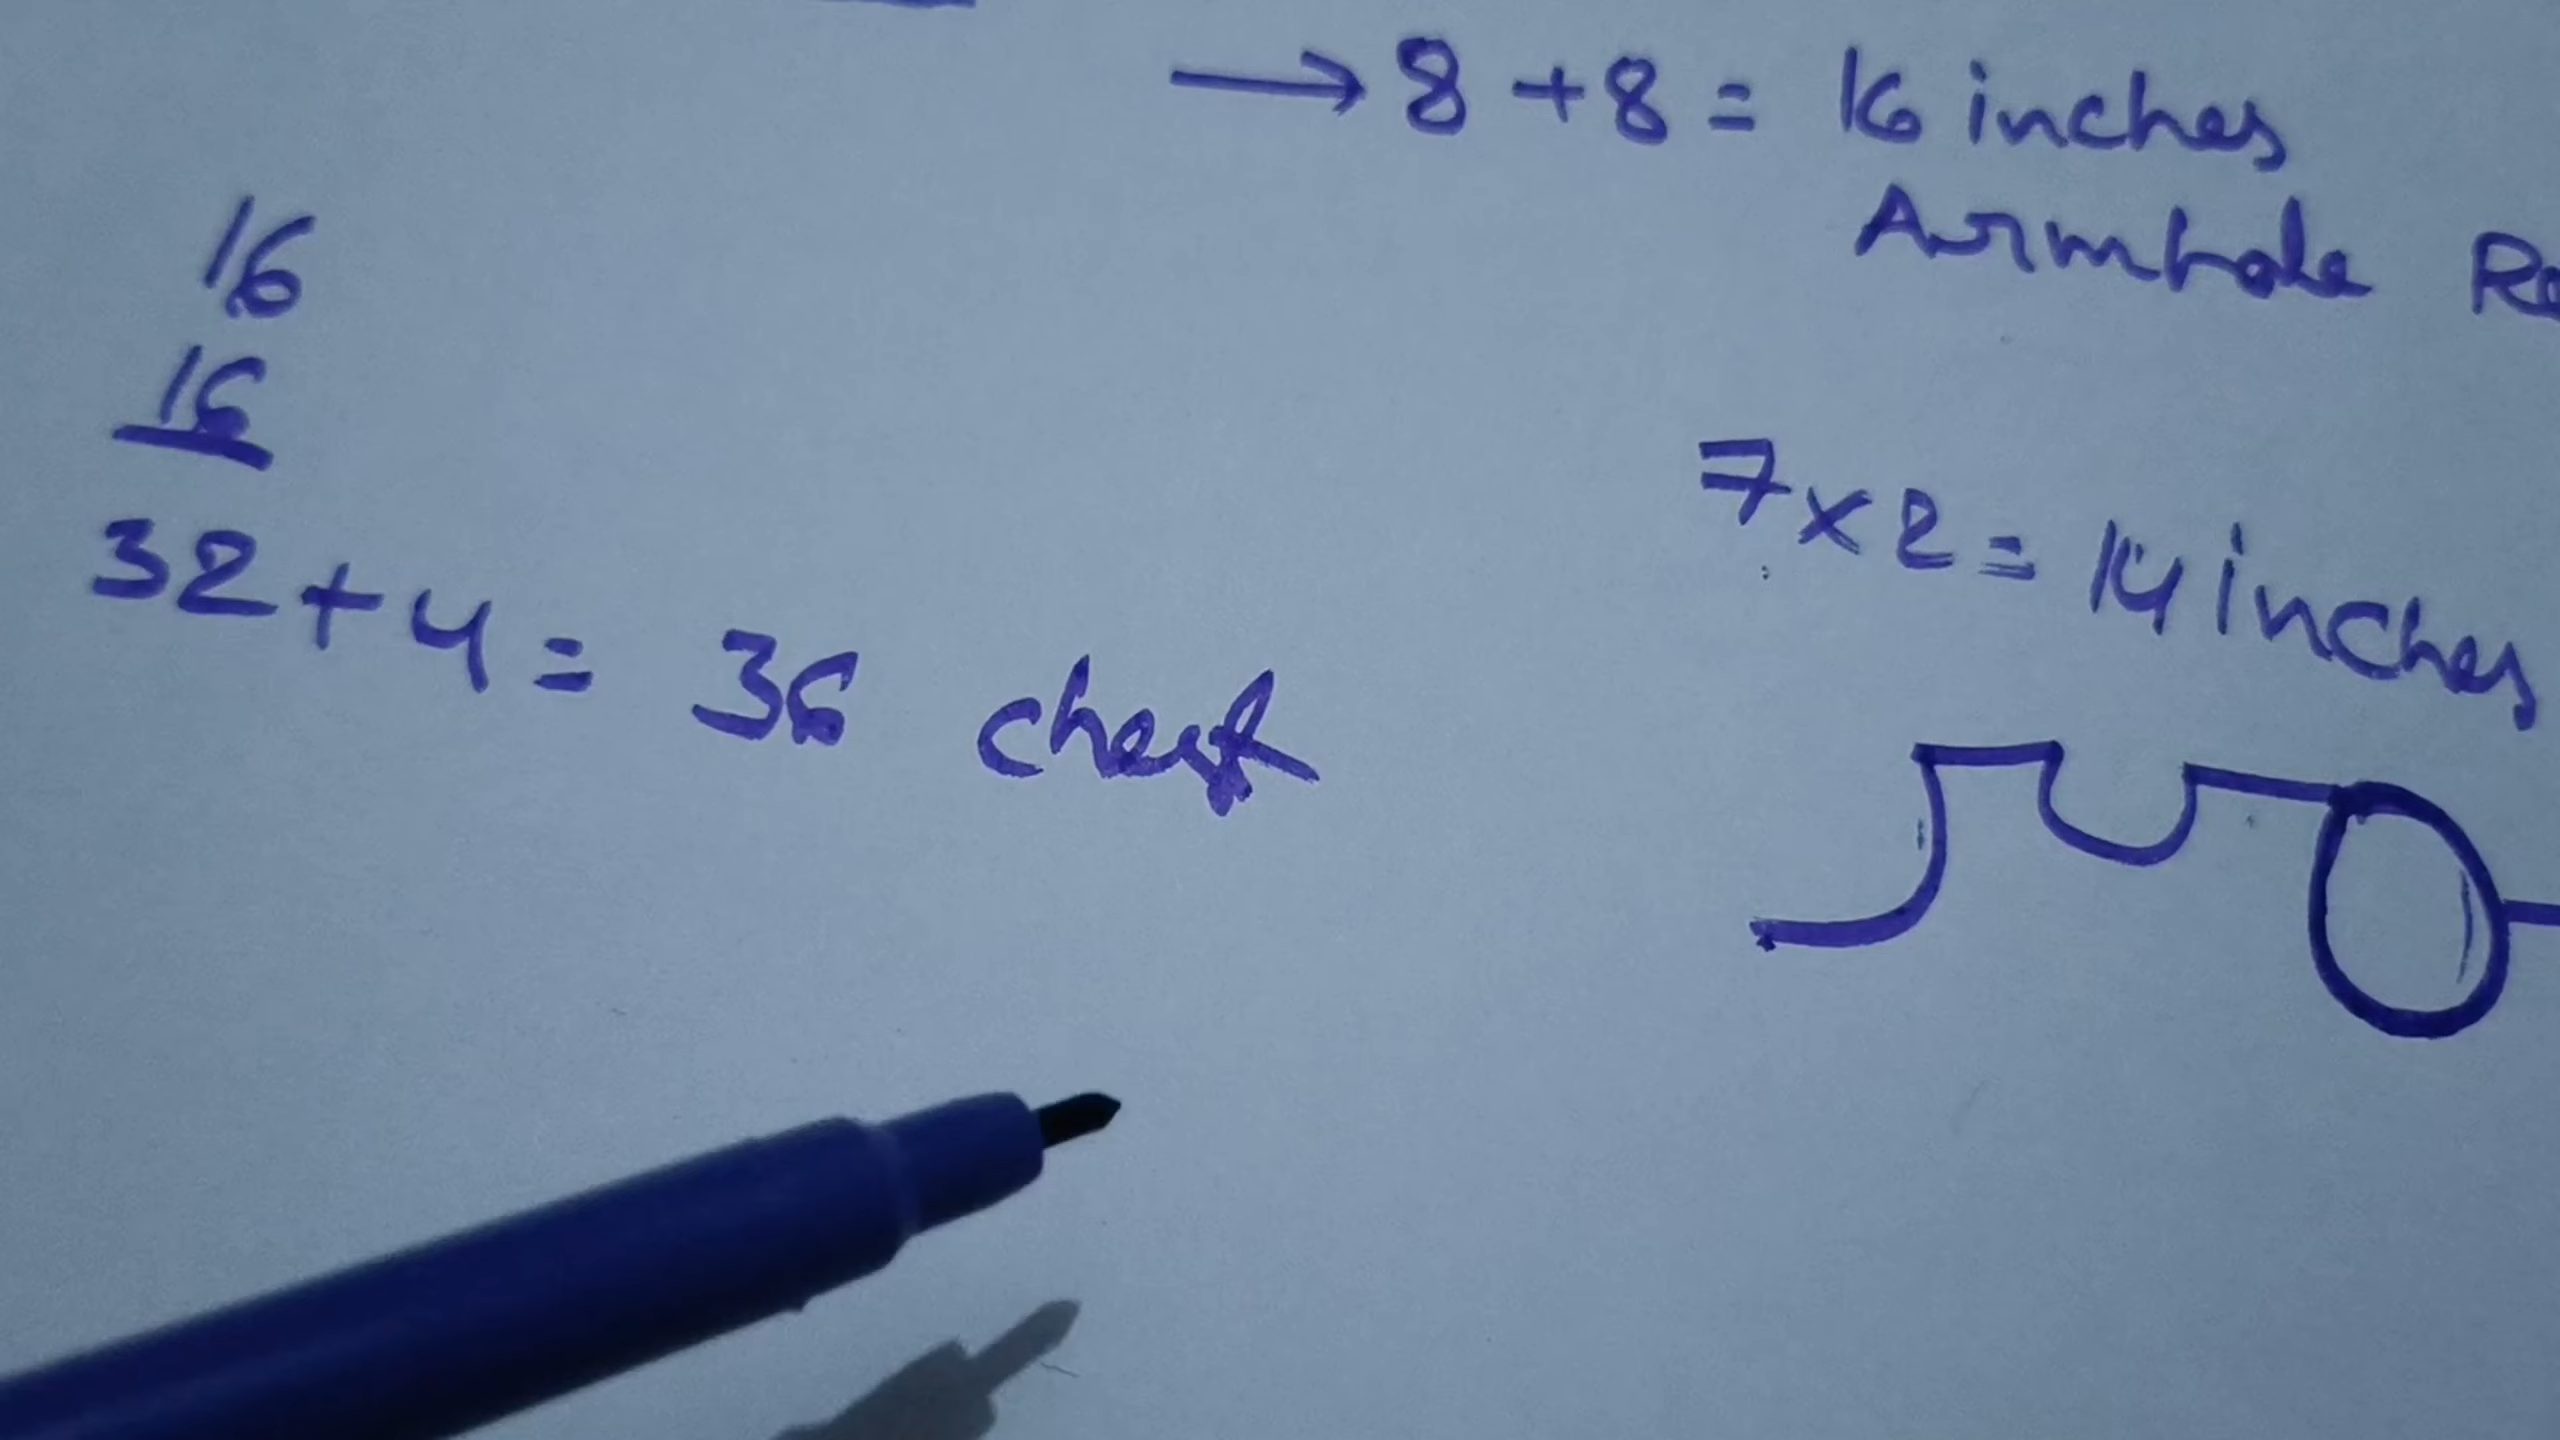 → 8 + 8 = 16 inches
Armhole
16
16
32 + 4 = 36 chest
7 x 2 = 14 inches